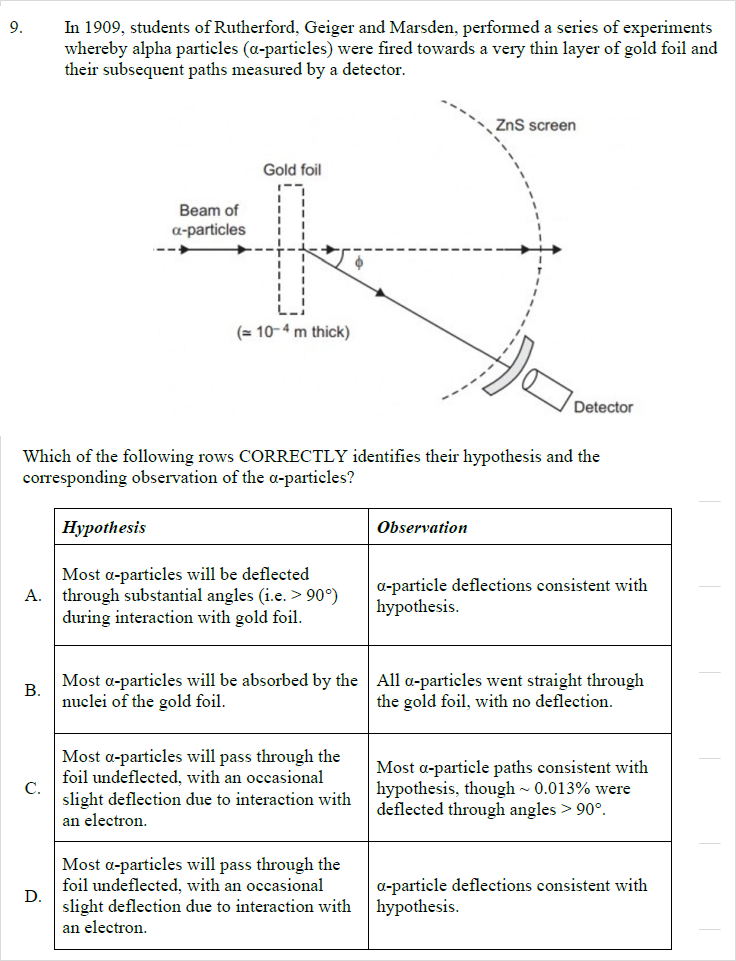 9. In 1909, students of Rutherford, Geiger and Marsden, performed a series of experiments
whereby alpha particles (α-particles) were fired towards a very thin layer of gold foil and
their subsequent paths measured by a detector.
ZnS screen
Gold foil
Beam of
α-particles
ϕ
(≃ 10⁻⁴ m thick)
Detector
Which of the following rows CORRECTLY identifies their hypothesis and the
corresponding observation of the α-particles?
Hypothesis
Observation
A.
Most α-particles will be deflected
through substantial angles (i.e. > 90°)
during interaction with gold foil.
α-particle deflections consistent with
hypothesis.
B.
Most α-particles will be absorbed by the
nuclei of the gold foil.
All α-particles went straight through
the gold foil, with no deflection.
C.
Most α-particles will pass through the
foil undeflected, with an occasional
slight deflection due to interaction with
an electron.
Most α-particle paths consistent with
hypothesis, though ~ 0.013% were
deflected through angles > 90°.
D.
Most α-particles will pass through the
foil undeflected, with an occasional
slight deflection due to interaction with
an electron.
α-particle deflections consistent with
hypothesis.